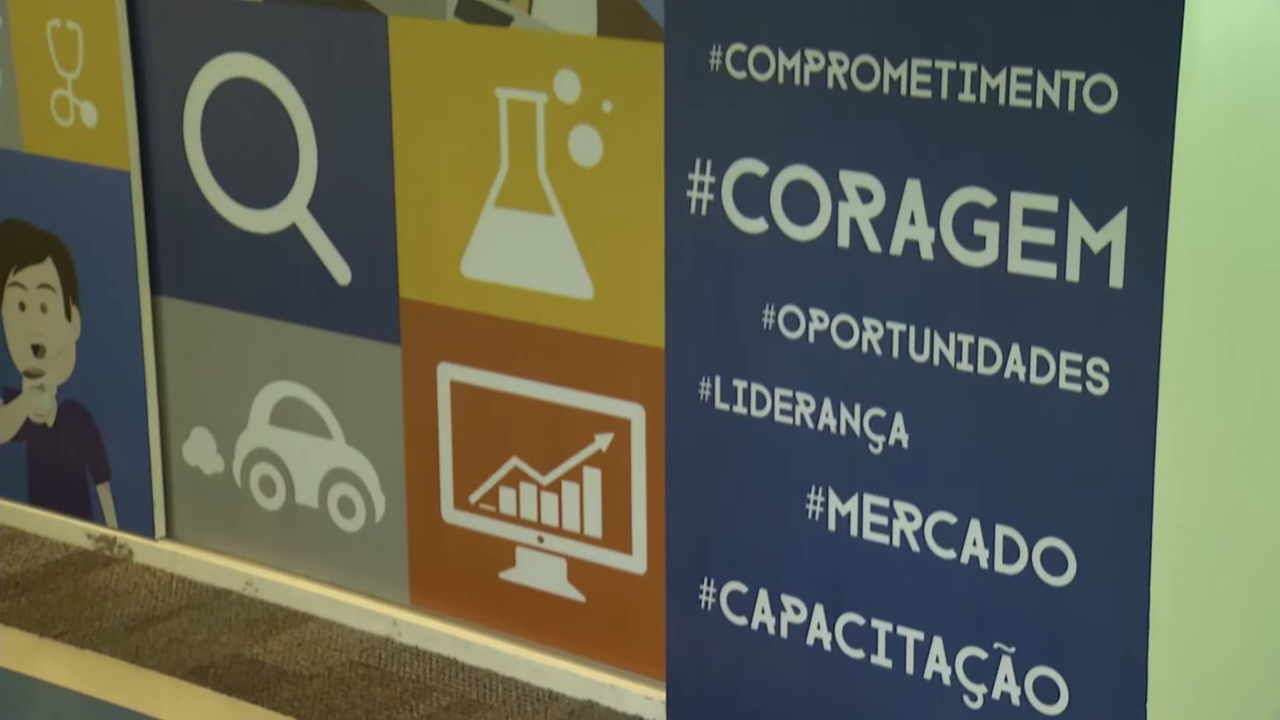 #COMPROMETIMENTO
#CORAGEM
#OPORTUNIDADES
#LIDERANÇA
#MERCADO
#CAPACITAÇÃO